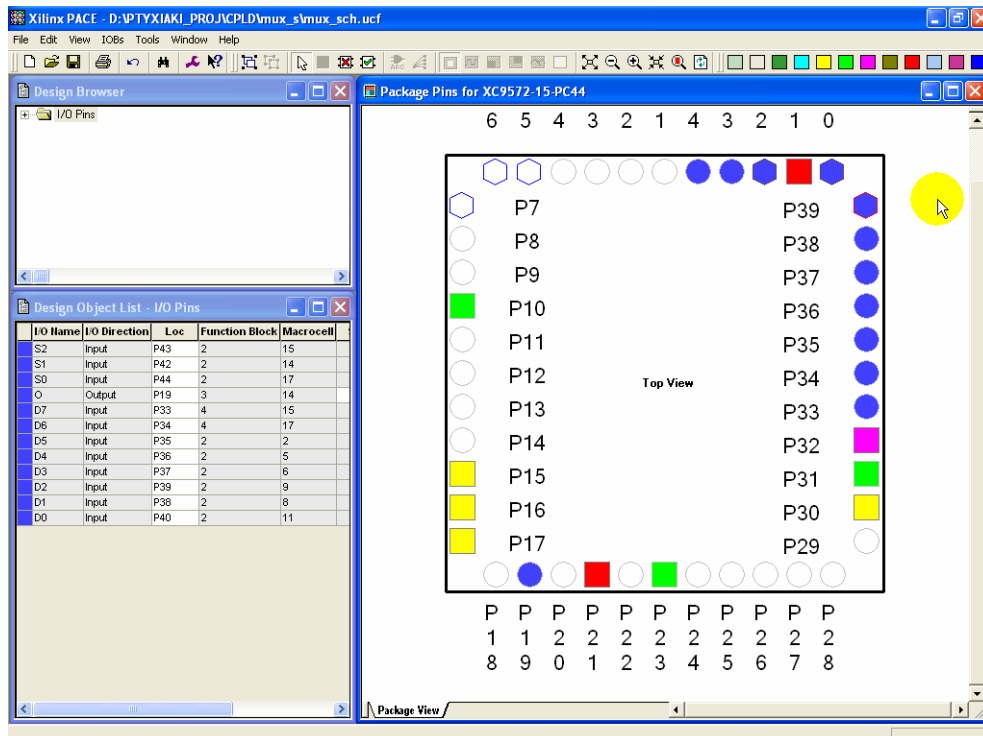 Xilinx PACE - D:\PTYXIAKI_PROJ\CPLD\mux_s\mux_sch.ucf
File Edit View IOBs Tools Window Help
Design Browser
I/O Pins
Design Object List - I/O Pins
I/O Name I/O Direction Loc Function Block Macrocell
S2 Input P43 2 15
S1 Input P42 2 14
S0 Input P44 2 17
O Output P19 3 14
D7 Input P33 4 15
D6 Input P34 4 17
D5 Input P35 2 2
D4 Input P36 2 5
D3 Input P37 2 6
D2 Input P39 2 9
D1 Input P38 2 8
D0 Input P40 2 11
Package Pins for XC9572-15-PC44
6 5 4 3 2 1 4 3 2 1 0
P7 P39
P8 P38
P9 P37
P10 P36
P11 P35
P12 Top View P34
P13 P33
P14 P32
P15 P31
P16 P30
P17 P29
P P P P P P P P P P P
1 1 2 2 2 2 2 2 2 2 2
8 9 0 1 2 3 4 5 6 7 8
Package View